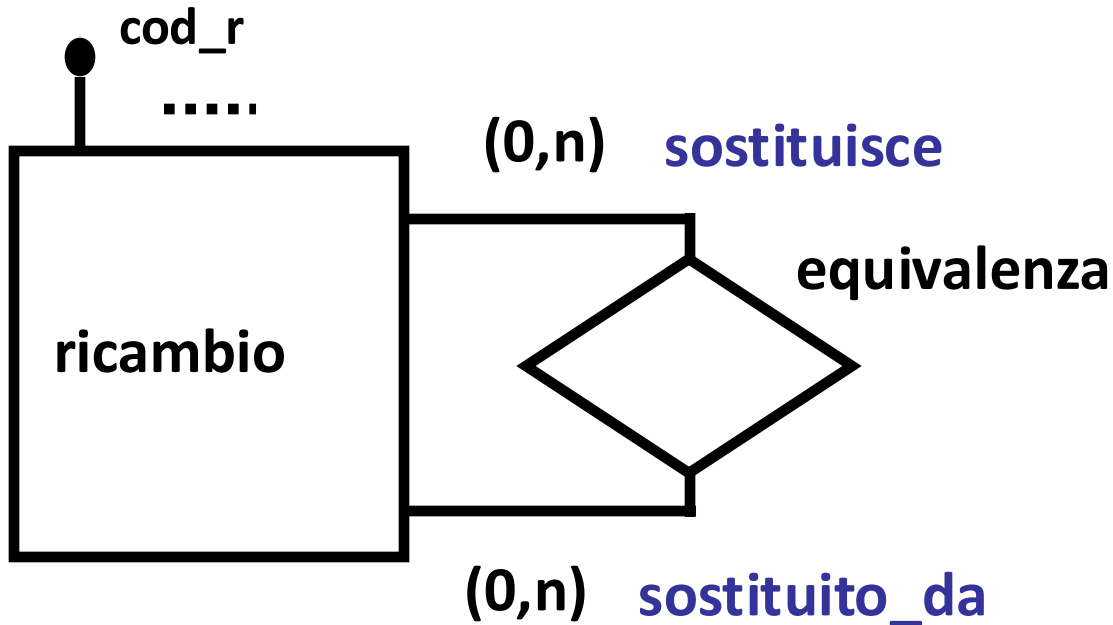 cod_r
.....
(0,n) sostituisce
equivalenza
ricambio
(0,n) sostituito_da